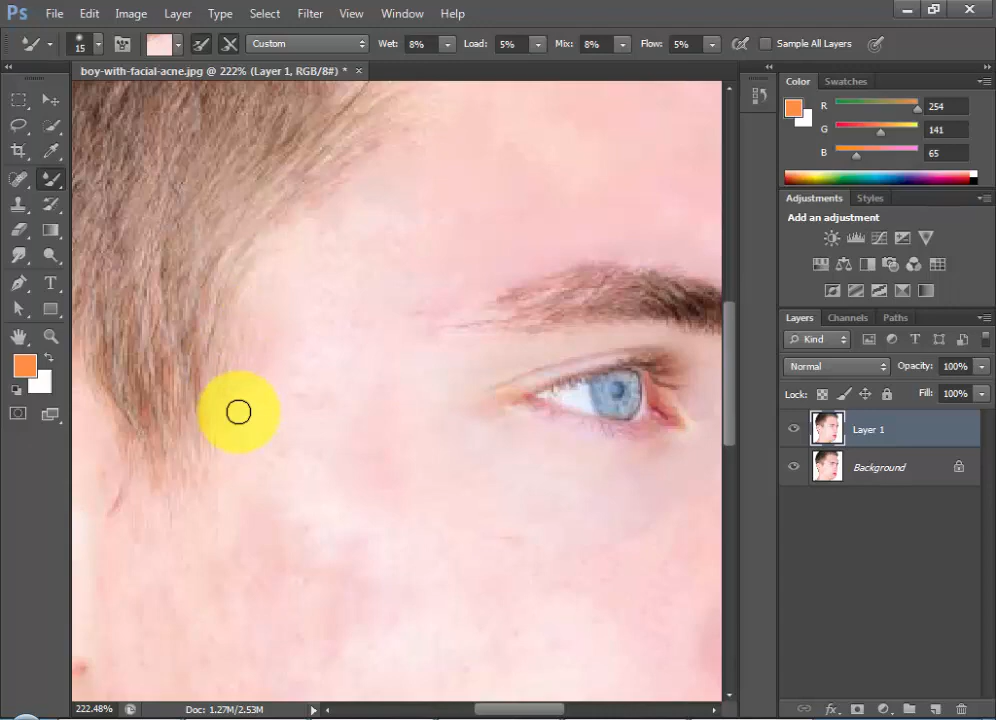 Ps File Edit Image Layer Type Select Filter View Window Help
15 Custom Wet: 8% Load: 5% Mix: 8% Flow: 5% Sample All Layers
boy-with-facial-acne.jpg @ 222% (Layer 1, RGB/8#) * ×
Color Swatches
R 254
G 141
B 65
Adjustments Styles
Add an adjustment
Layers Channels Paths
Kind
Normal Opacity: 100%
Lock: Fill: 100%
Layer 1
Background
222.48% Doc: 1.27M/2.53M